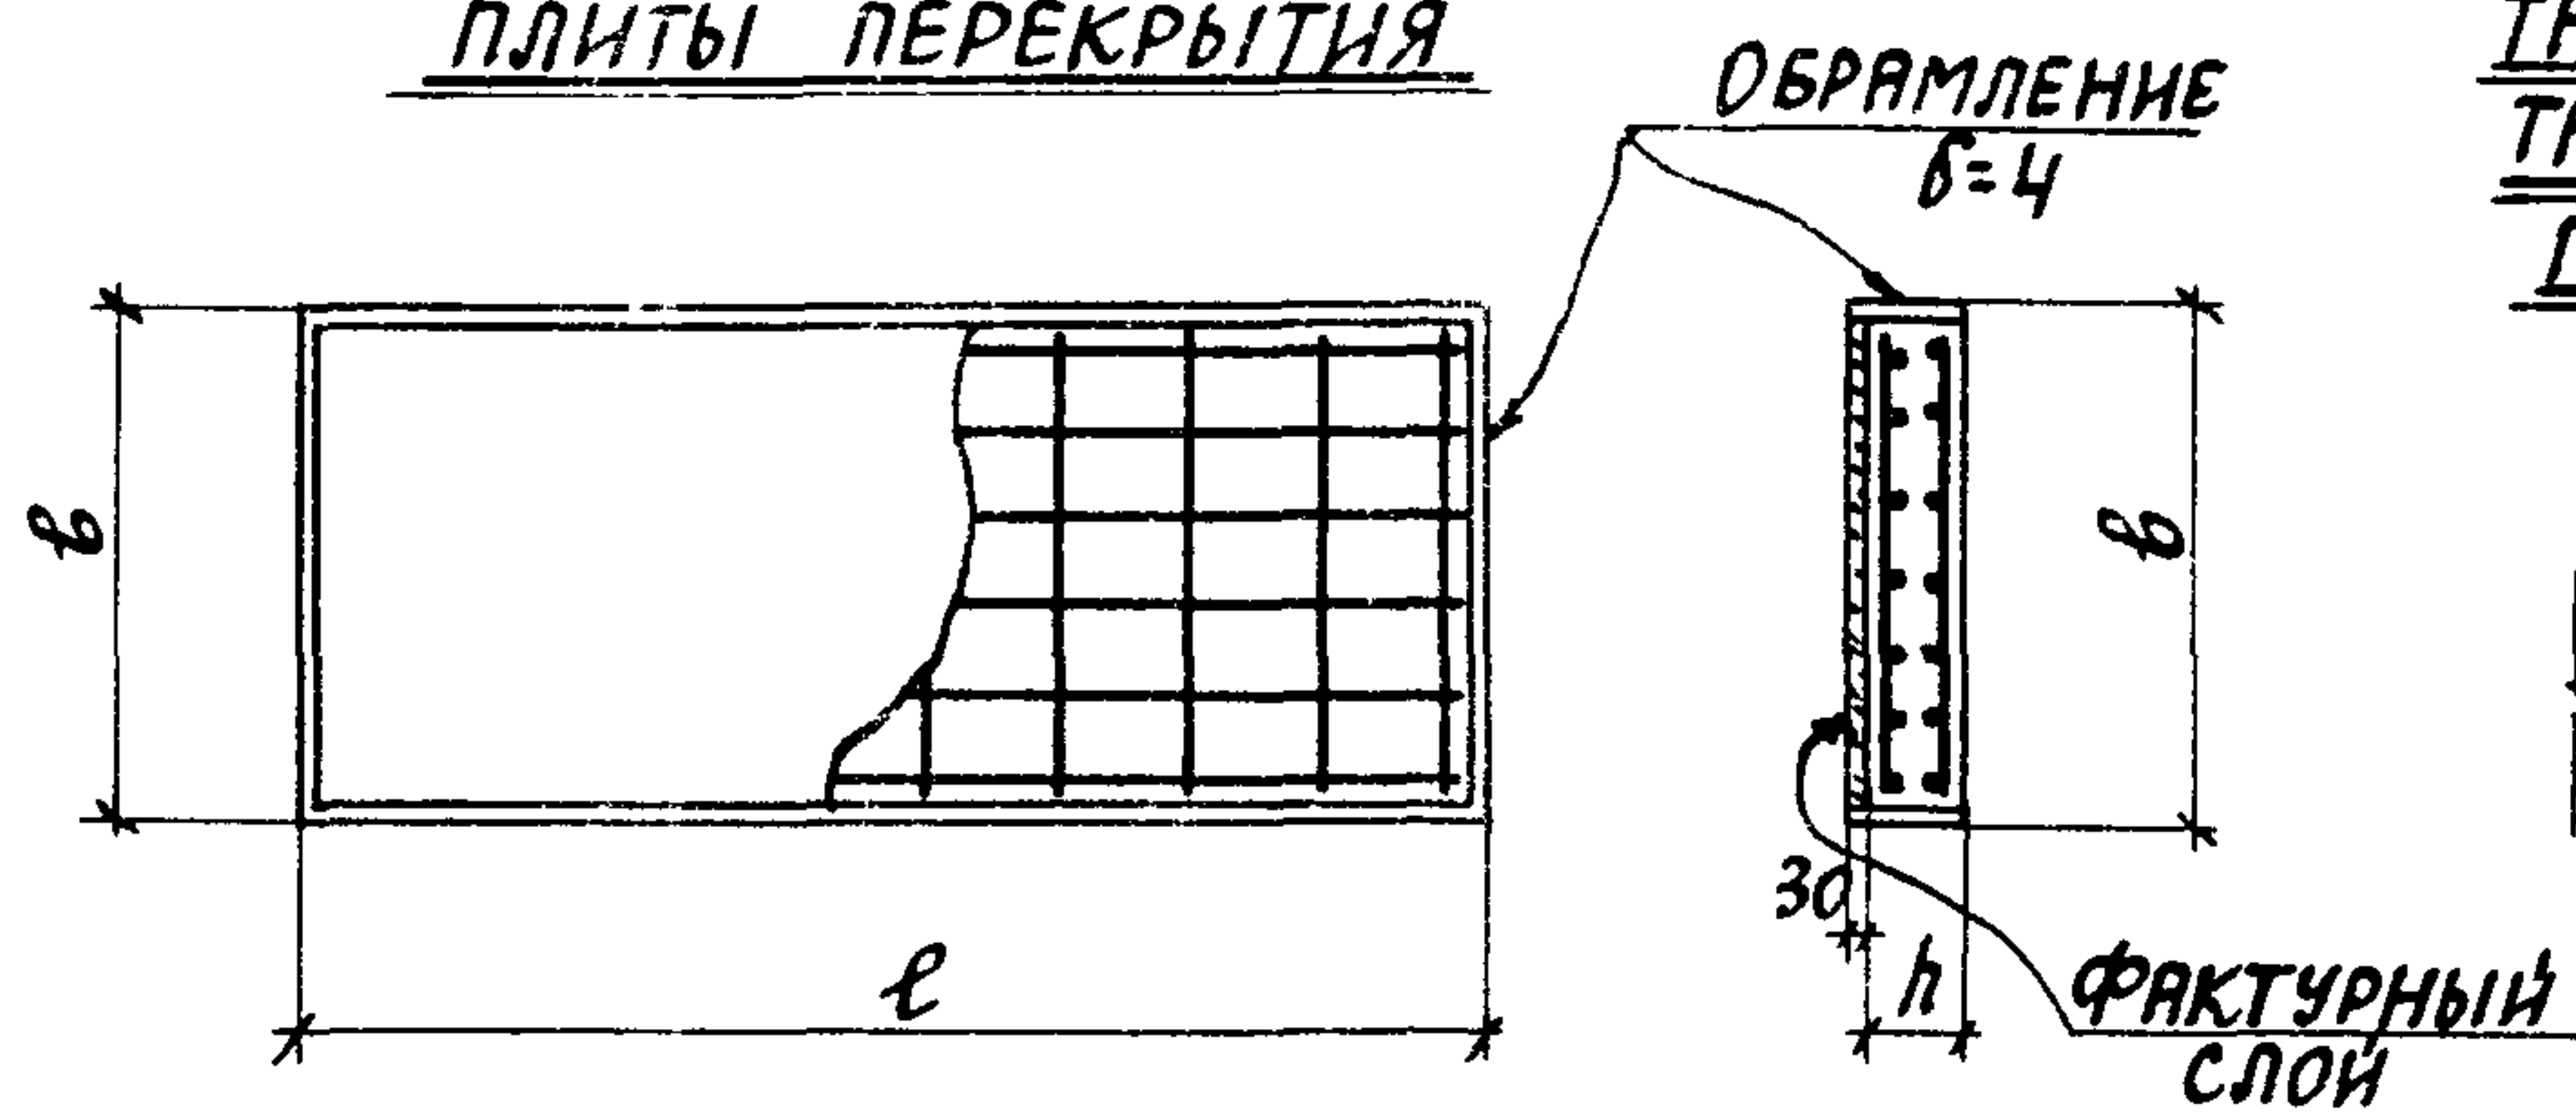 ПЛИТЫ ПЕРЕКРЫТИЯ
ОБРАМЛЕНИЕ
δ=4
в
в
30
h
ℓ
ФАКТУРНЫЙ
СЛОЙ